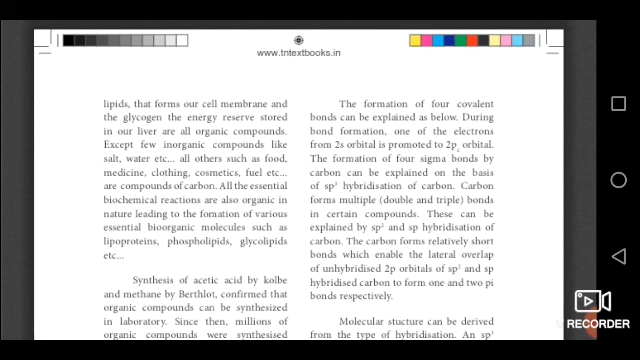 www.tntextbooks.in
lipids, that forms our cell membrane and
the glycogen the energy reserve stored
in our liver are all organic compounds.
Except few inorganic compounds like
salt, water etc... all others such as food,
medicine, clothing, cosmetics, fuel etc...
are compounds of carbon. All the essential
biochemical reactions are also organic in
nature leading to the fomation of various
essential bioorganic molecules such as
lipoproteins, phospholipids, glycolipids
etc...
Synthesis of acetic acid by kolbe
and methane by Berthlot, confirmed that
organic compounds can be synthesized
in laboratory. Since then, millions of
organic compounds were synthesised
The formation of four covalent
bonds can be explained as below. During
bond formation, one of the electrons
from 2s orbital is promoted to 2pz orbital.
The formation of four sigma bonds by
carbon can be explained on the basis
of sp³ hybridisation of carbon. Carbon
forms multiple (double and triple) bonds
in certain compounds. These can be
explained by sp² and sp hybridisation of
carbon. The carbon forms relatively short
bonds which enable the lateral overlap
of unhybridised 2p orbitals of sp² and sp
hybridised carbon to form one and two pi
bonds respectively.
Molecular stucture can be derived
from the type of hybridisation. An sp³
RECORDER